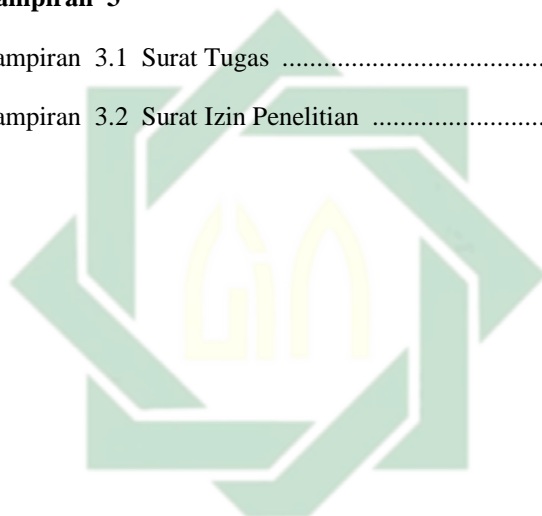 ampiran 3
ampiran 3.1 Surat Tugas ......................................
ampiran 3.2 Surat Izin Penelitian .........................